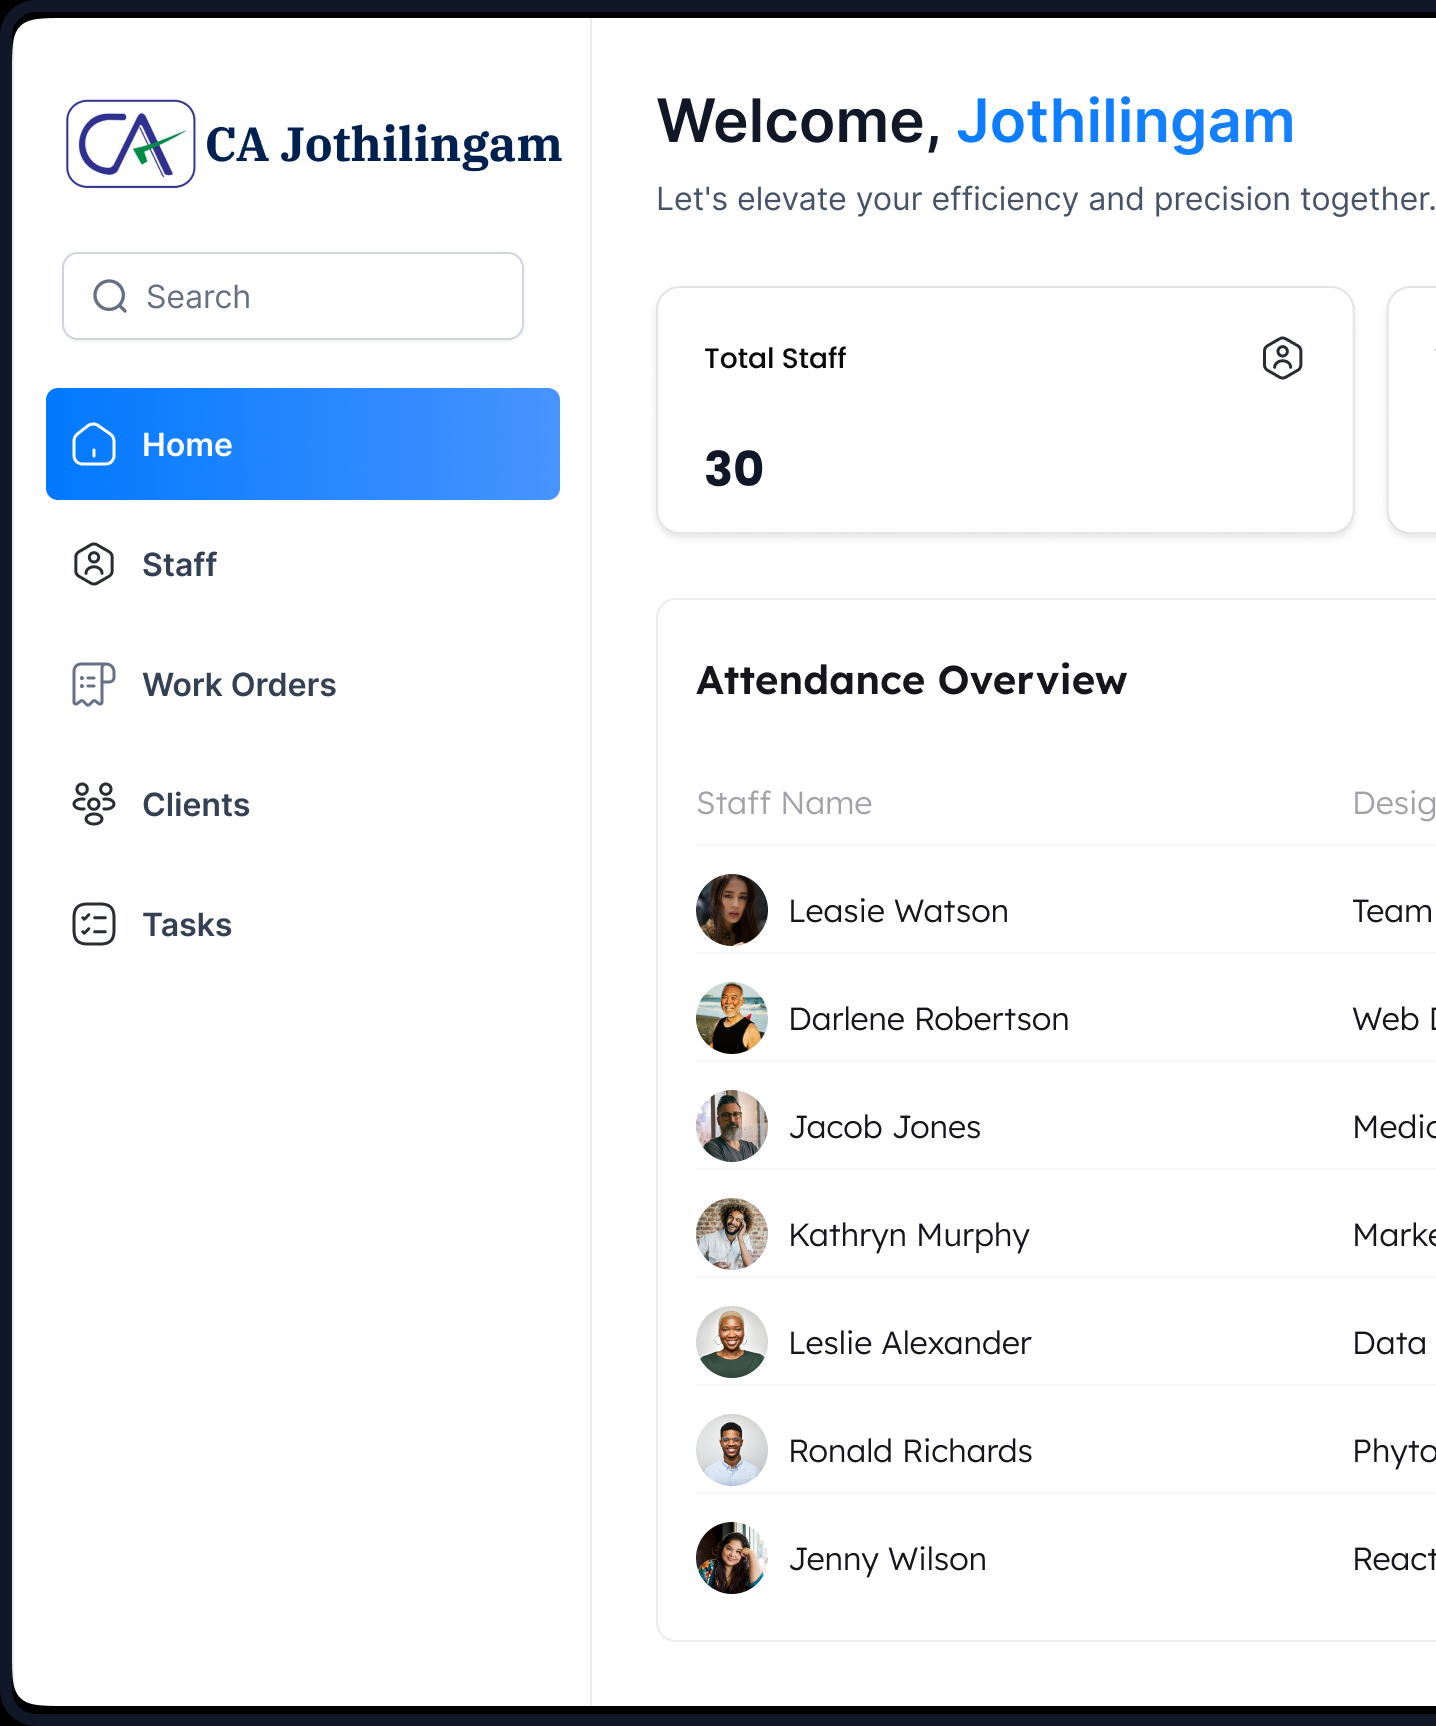 CA CA Jothilingam
Search
Home
Staff
Work Orders
Clients
Tasks
Welcome, Jothilingam
Let's elevate your efficiency and precision together.
Total Staff
30
Attendance Overview
Staff Name Desig
Leasie Watson Team
Darlene Robertson Web
Jacob Jones Medic
Kathryn Murphy Marke
Leslie Alexander Data
Ronald Richards Phyto
Jenny Wilson React